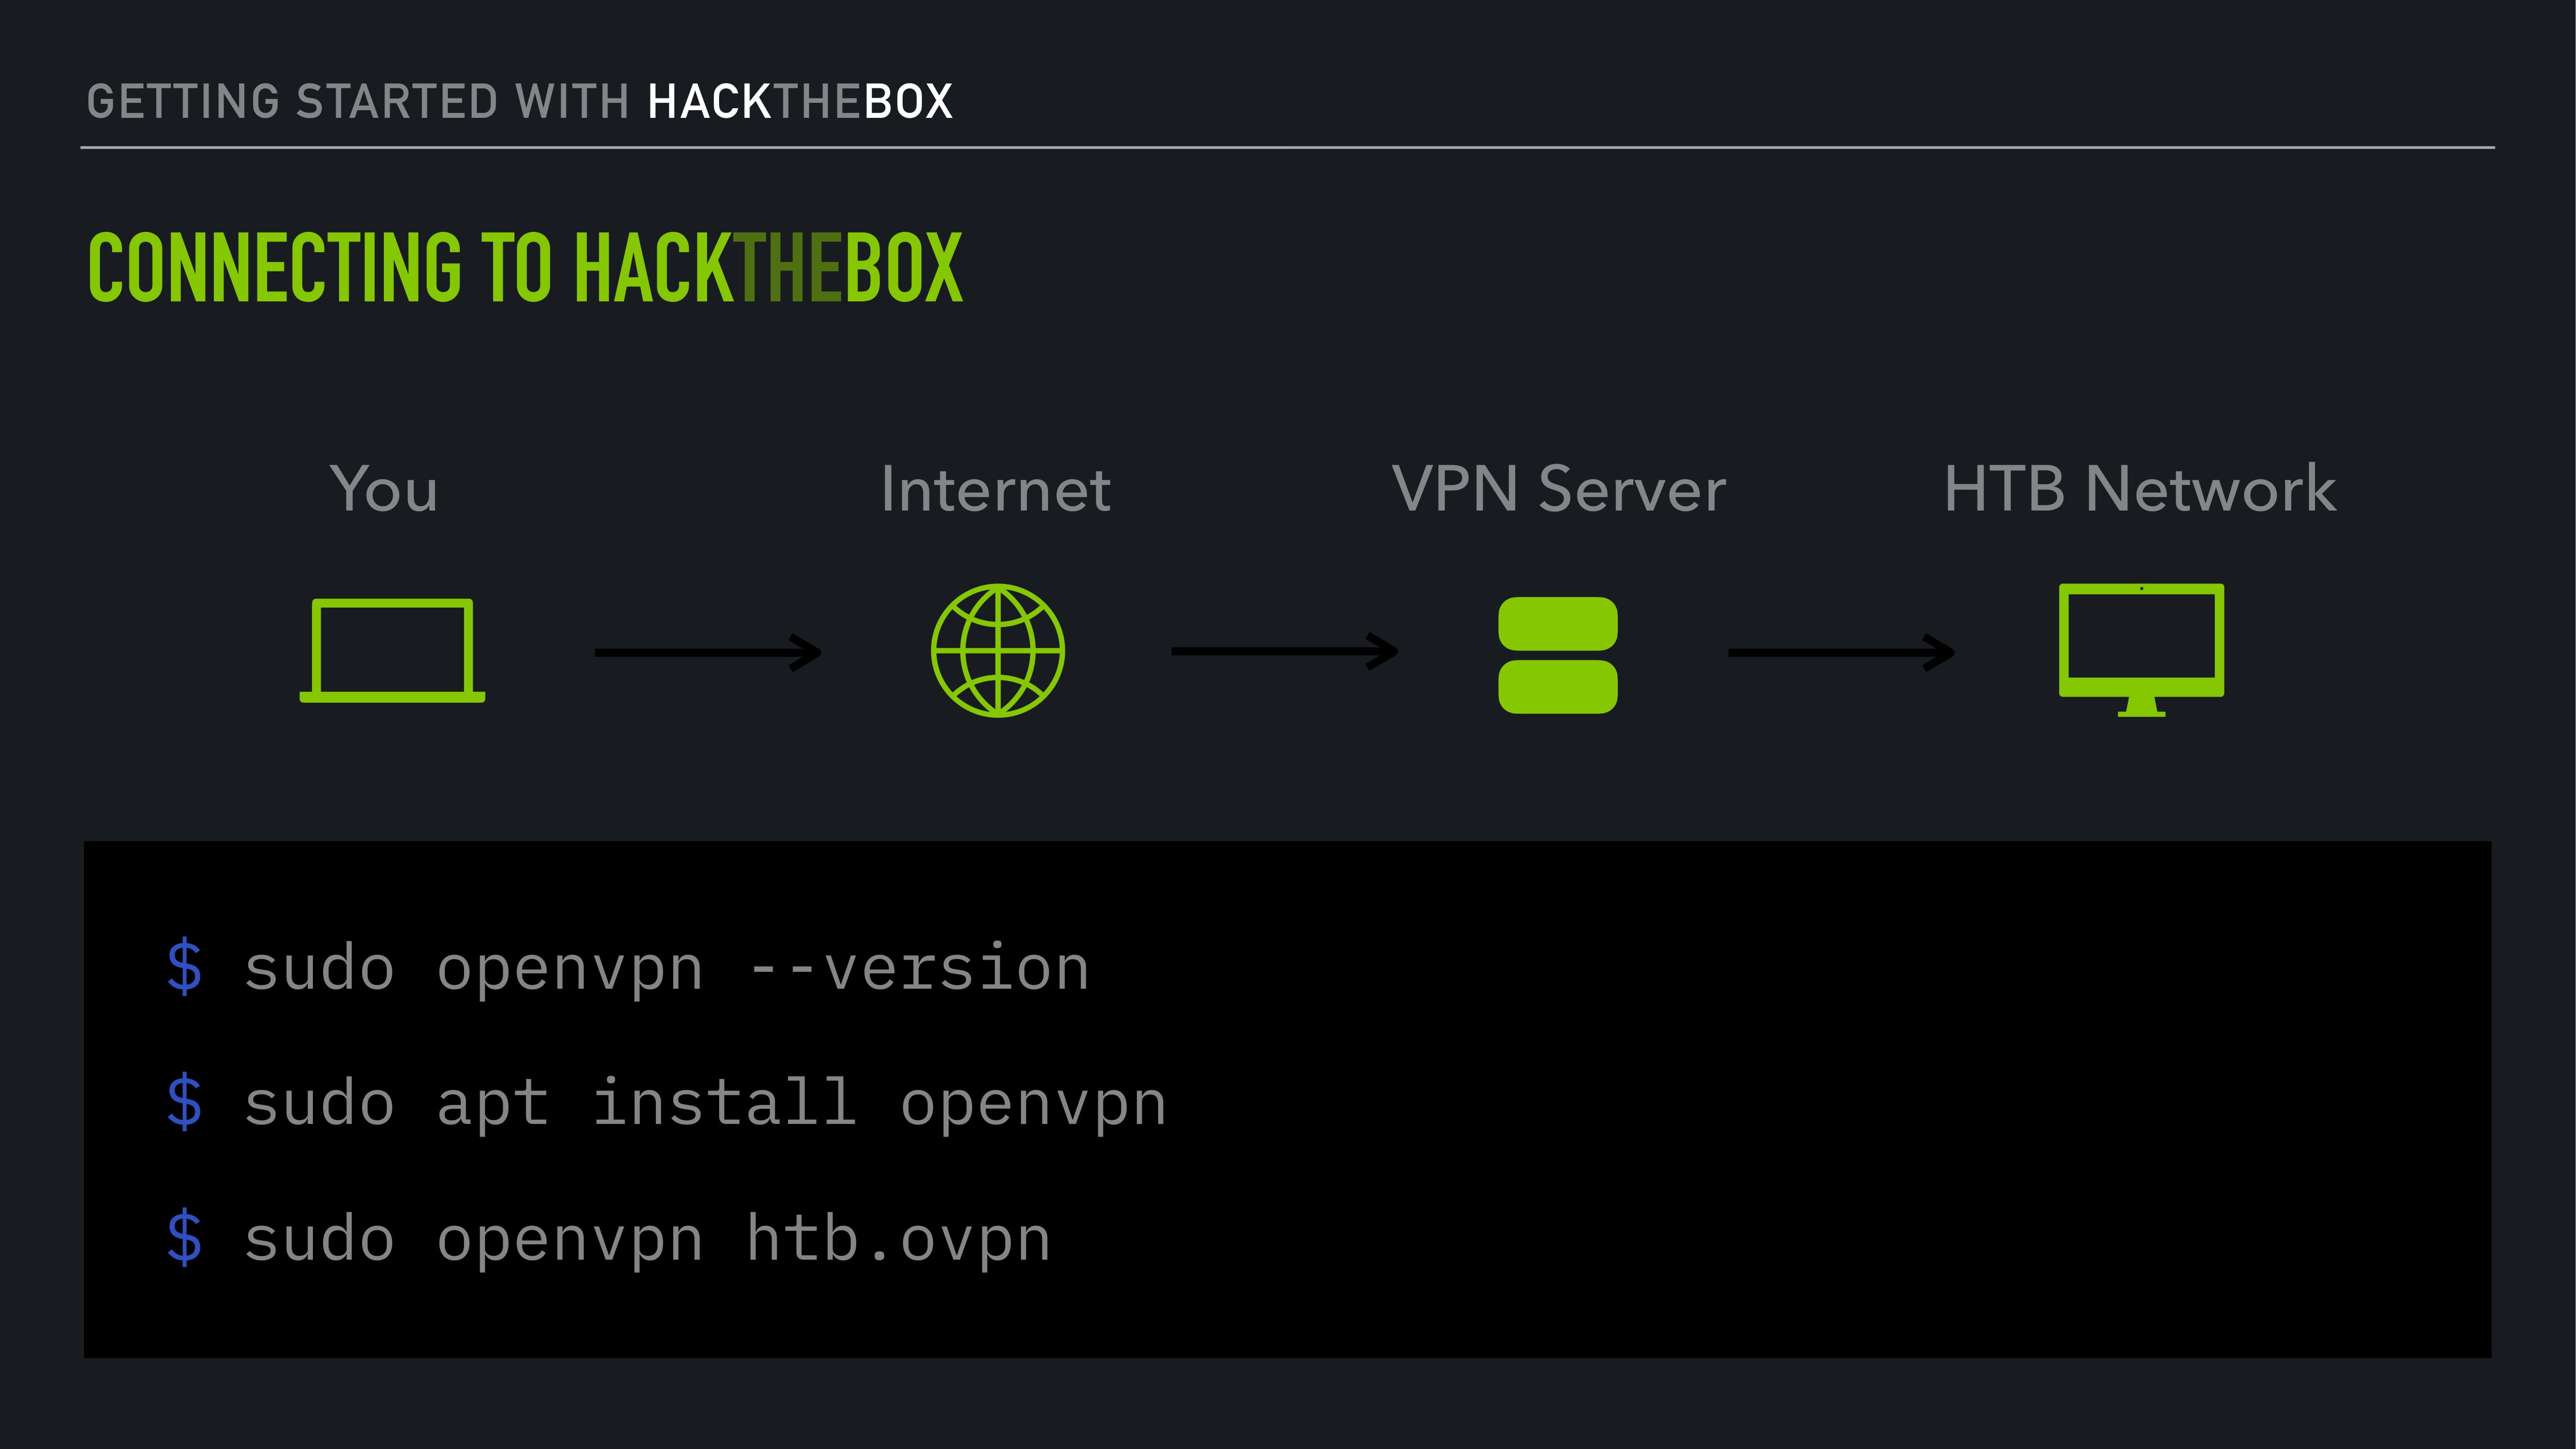 GETTING STARTED WITH HACKTHEBOX
CONNECTING TO HACKTHEBOX
You Internet VPN Server HTB Network
$ sudo openvpn --version
$ sudo apt install openvpn
$ sudo openvpn htb.ovpn